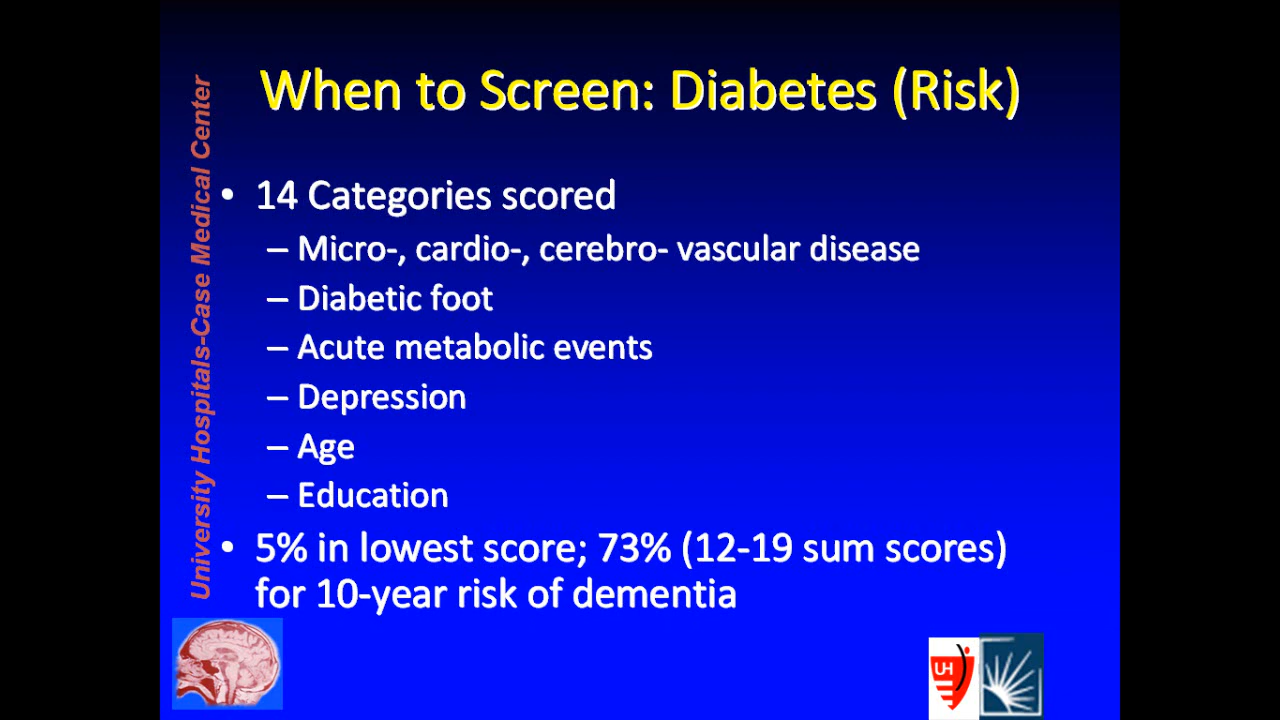 When to Screen: Diabetes (Risk)
University Hospitals-Case Medical Center
• 14 Categories scored
– Micro-, cardio-, cerebro- vascular disease
– Diabetic foot
– Acute metabolic events
– Depression
– Age
– Education
• 5% in lowest score; 73% (12-19 sum scores)
for 10-year risk of dementia
UH